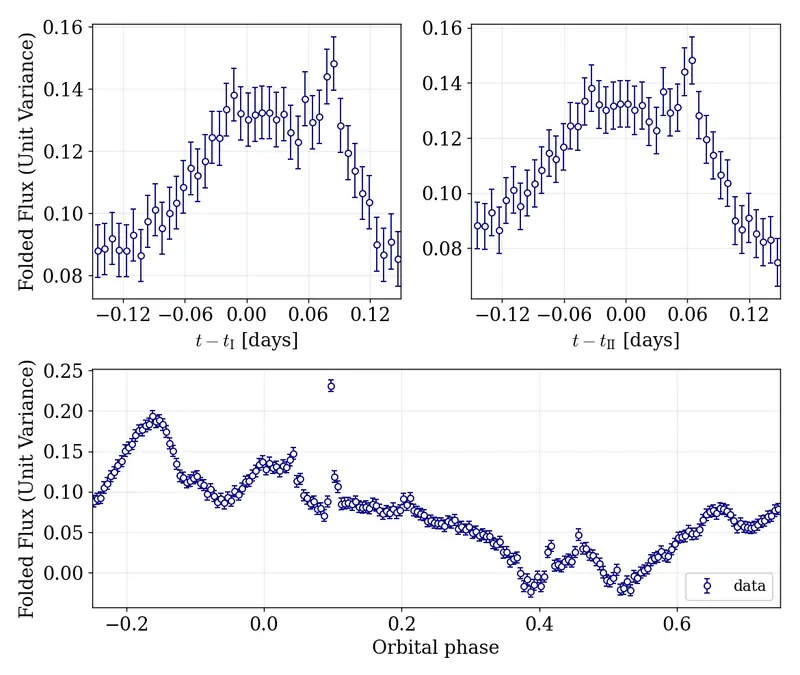 0.16
0.14
0.12
0.10
0.08
Folded Flux (Unit Variance)
−0.12 −0.06 0.00 0.06 0.12
t − tI [days]
0.16
0.14
0.12
0.10
0.08
−0.12 −0.06 0.00 0.06 0.12
t − tII [days]
0.25
0.20
0.15
0.10
0.05
0.00
Folded Flux (Unit Variance)
data
−0.2 0.0 0.2 0.4 0.6
Orbital phase